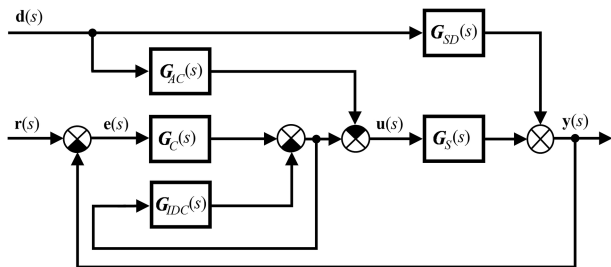 d(s)
G_SD(s)
G_AC(s)
r(s)
e(s)
G_C(s)
u(s)
G_S(s)
y(s)
G_IDC(s)